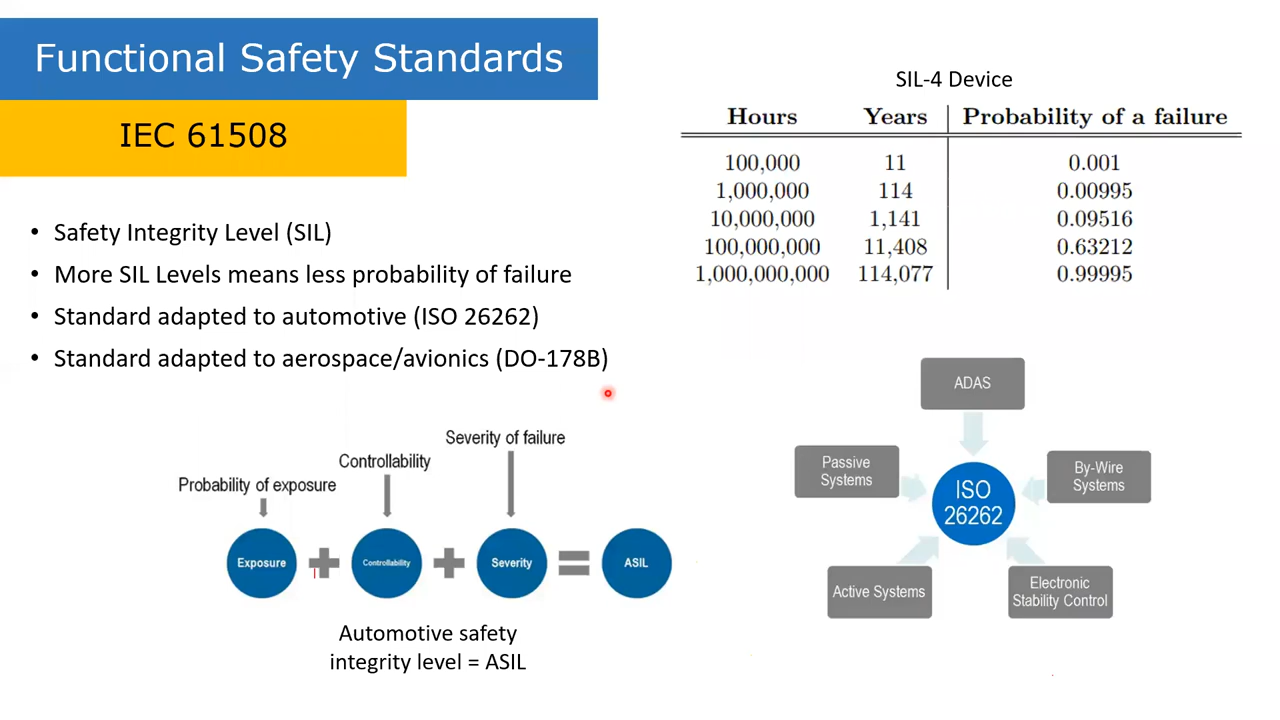 Functional Safety Standards
IEC 61508
• Safety Integrity Level (SIL)
• More SIL Levels means less probability of failure
• Standard adapted to automotive (ISO 26262)
• Standard adapted to aerospace/avionics (DO-178B)
SIL-4 Device
Hours Years Probability of a failure
100,000 11 0.001
1,000,000 114 0.00995
10,000,000 1,141 0.09516
100,000,000 11,408 0.63212
1,000,000,000 114,077 0.99995
Severity of failure
Controllability
Probability of exposure
Exposure + Controllability + Severity = ASIL
Automotive safety
integrity level = ASIL
ADAS
Passive
Systems
By-Wire
Systems
ISO
26262
Active Systems
Electronic
Stability Control